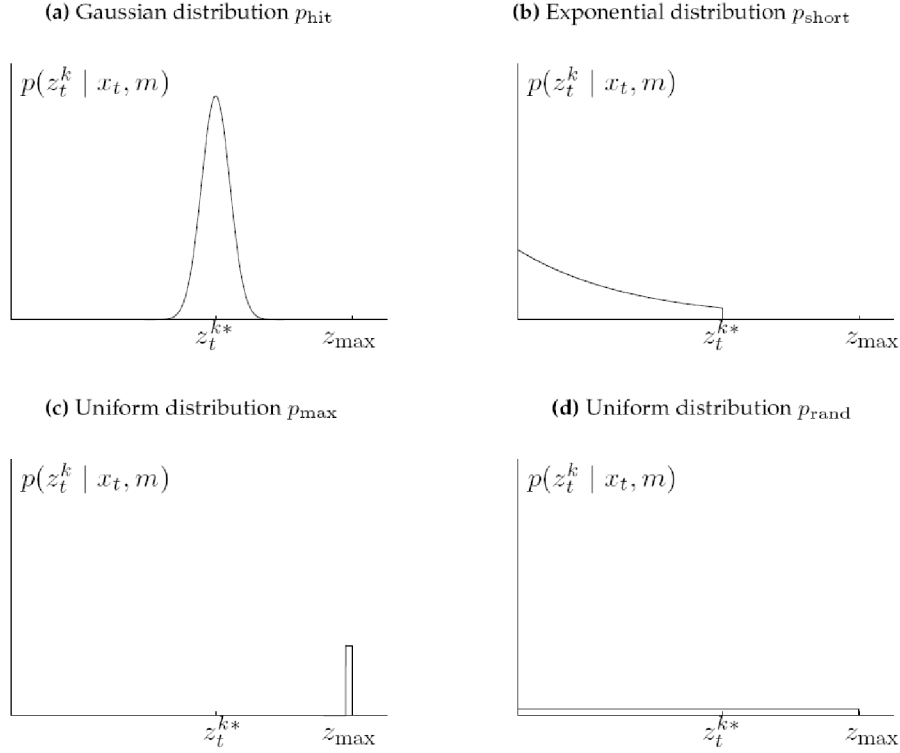 (a) Gaussian distribution p_hit
(b) Exponential distribution p_short
p(z_t^k | x_t, m)
p(z_t^k | x_t, m)
z_t^{k*} z_max
z_t^{k*} z_max
(c) Uniform distribution p_max
(d) Uniform distribution p_rand
p(z_t^k | x_t, m)
p(z_t^k | x_t, m)
z_t^{k*} z_max
z_t^{k*} z_max